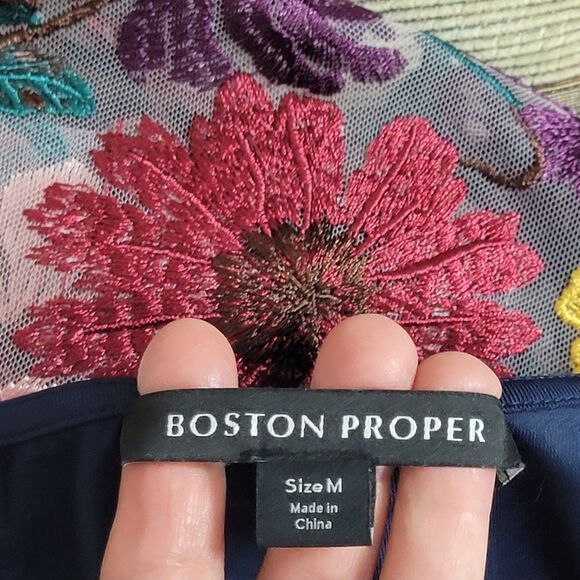 BOSTON PROPER
Size M
Made in
China